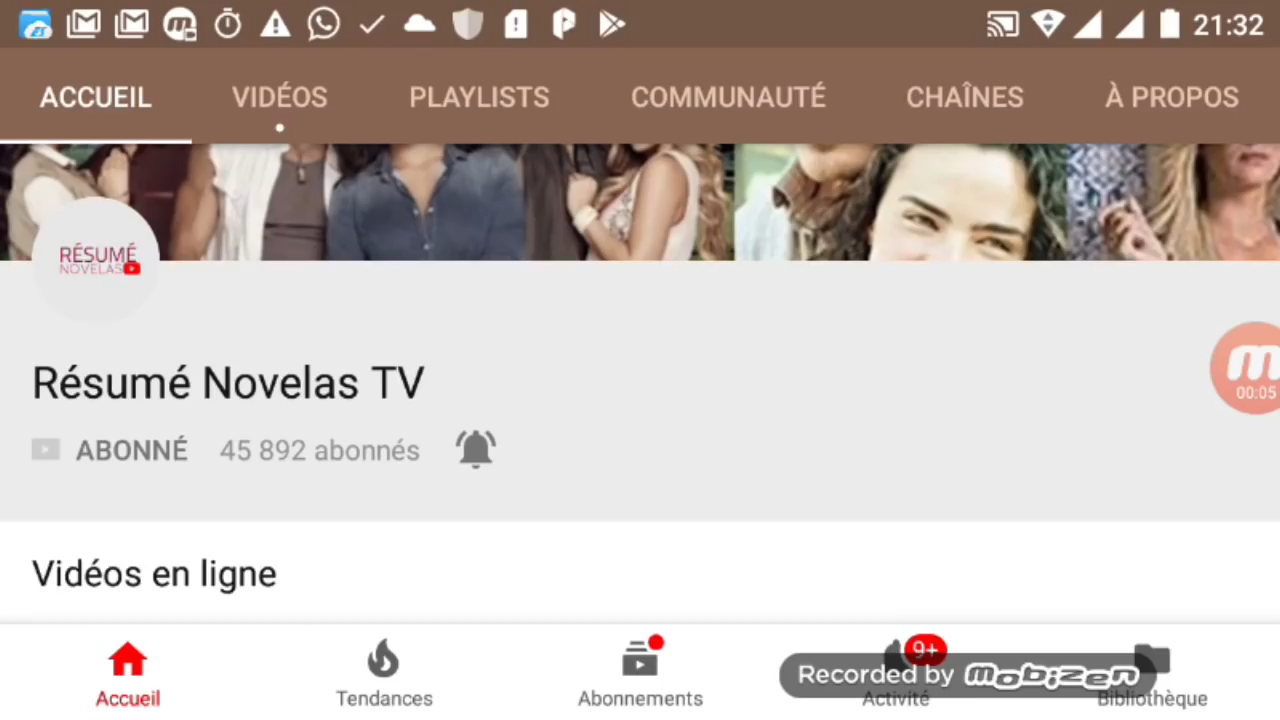 21:32
ACCUEIL VIDÉOS PLAYLISTS COMMUNAUTÉ CHAÎNES À PROPOS
RÉSUMÉ
NOVELAS
Résumé Novelas TV
00:05
ABONNÉ 45 892 abonnés
Vidéos en ligne
9+
Recorded by mobizen
Accueil Tendances Abonnements Activité Bibliothèque